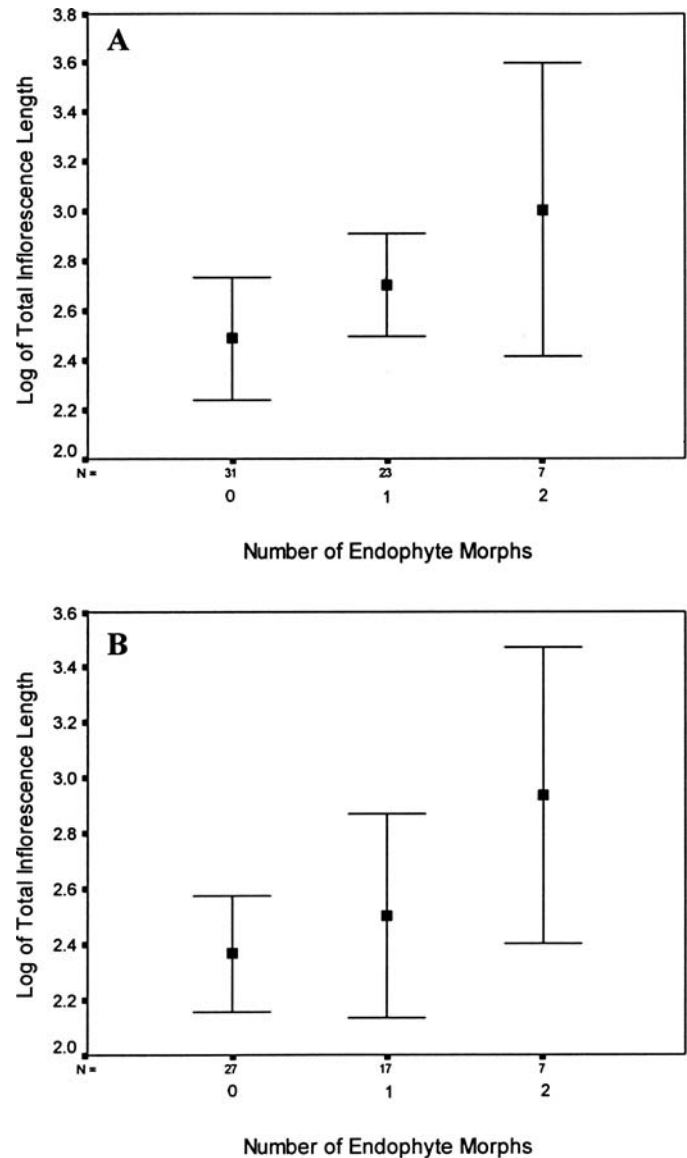 A
Log of Total Inflorescence Length
3.8
3.6
3.4
3.2
3.0
2.8
2.6
2.4
2.2
2.0
N = 31 23 7
0 1 2
Number of Endophyte Morphs
B
Log of Total Inflorescence Length
3.6
3.4
3.2
3.0
2.8
2.6
2.4
2.2
2.0
N = 27 17 7
0 1 2
Number of Endophyte Morphs